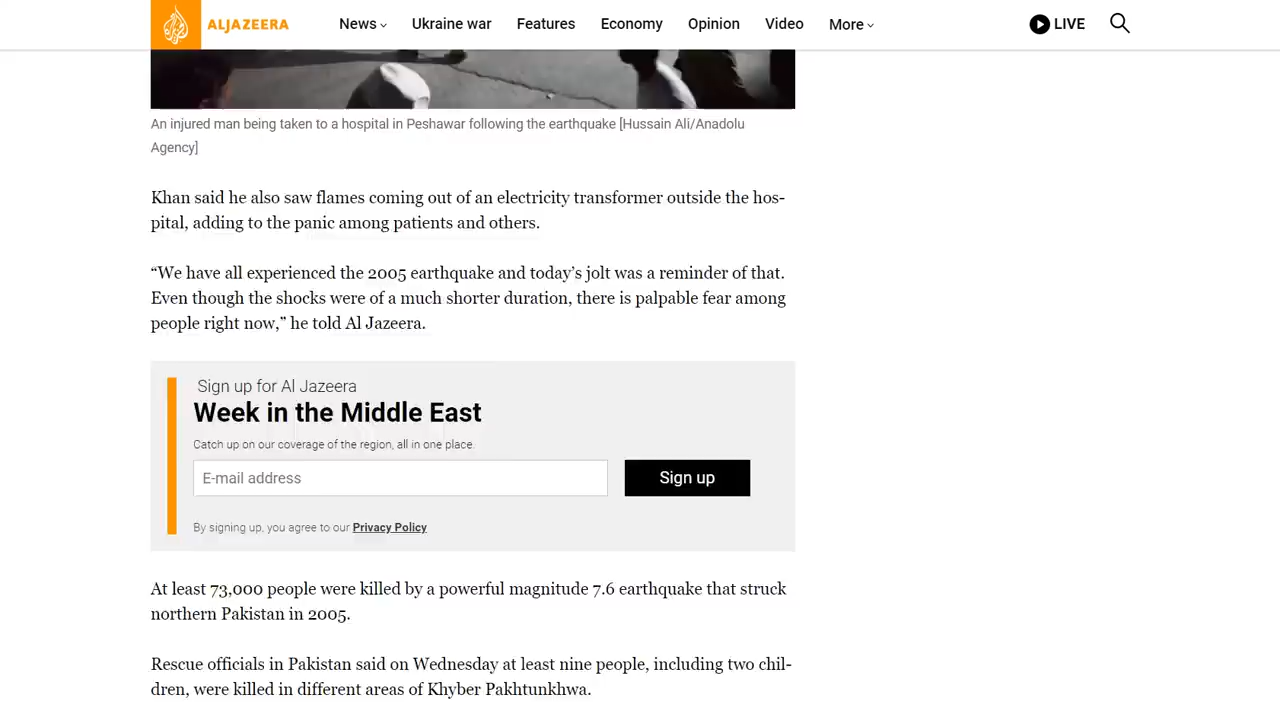 ALJAZEERA
News
Ukraine war
Features
Economy
Opinion
Video
More
LIVE
An injured man being taken to a hospital in Peshawar following the earthquake [Hussain Ali/Anadolu
Agency]
Khan said he also saw flames coming out of an electricity transformer outside the hos-
pital, adding to the panic among patients and others.
“We have all experienced the 2005 earthquake and today’s jolt was a reminder of that.
Even though the shocks were of a much shorter duration, there is palpable fear among
people right now,” he told Al Jazeera.
Sign up for Al Jazeera
Week in the Middle East
Catch up on our coverage of the region, all in one place.
E-mail address
Sign up
By signing up, you agree to our Privacy Policy
At least 73,000 people were killed by a powerful magnitude 7.6 earthquake that struck
northern Pakistan in 2005.
Rescue officials in Pakistan said on Wednesday at least nine people, including two chil-
dren, were killed in different areas of Khyber Pakhtunkhwa.